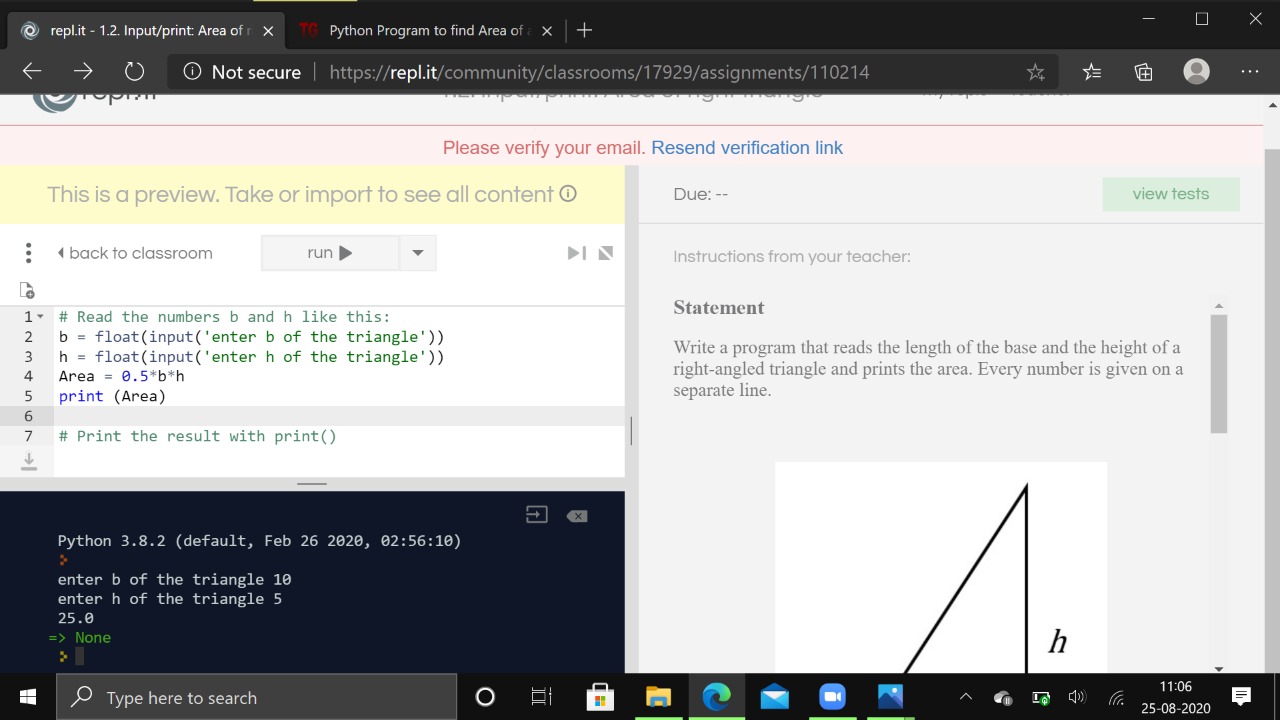 repl.it - 1.2. Input/print: Area of r
TG Python Program to find Area of a
Not secure https://repl.it/community/classrooms/17929/assignments/110214
Please verify your email. Resend verification link
This is a preview. Take or import to see all content
back to classroom
run
1 # Read the numbers b and h like this:
2 b = float(input('enter b of the triangle'))
3 h = float(input('enter h of the triangle'))
4 Area = 0.5*b*h
5 print (Area)
6
7 # Print the result with print()
Python 3.8.2 (default, Feb 26 2020, 02:56:10)
enter b of the triangle 10
enter h of the triangle 5
25.0
=> None
Due: --
view tests
Instructions from your teacher:
Statement
Write a program that reads the length of the base and the height of a
right-angled triangle and prints the area. Every number is given on a
separate line.
h
Type here to search
11:06
25-08-2020